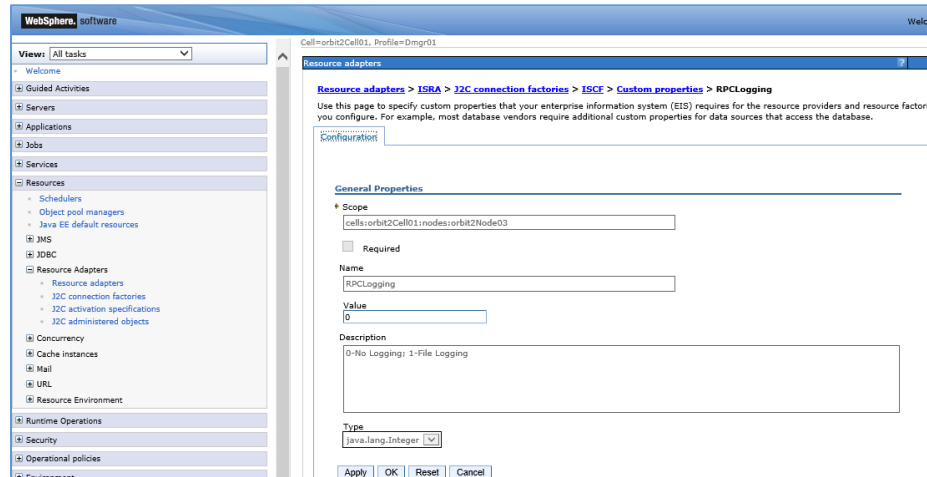 WebSphere. software
Welc
View: All tasks
Cell=orbit2Cell01, Profile=Dmgr01
Welcome
Guided Activities
Servers
Applications
Jobs
Services
Resources
Schedulers
Object pool managers
Java EE default resources
JMS
JDBC
Resource Adapters
Resource adapters
J2C connection factories
J2C activation specifications
J2C administered objects
Concurrency
Cache instances
Mail
URL
Resource Environment
Runtime Operations
Security
Operational policies
Environment
Resource adapters
?
Resource adapters > ISRA > J2C connection factories > ISCF > Custom properties > RPCLogging
Use this page to specify custom properties that your enterprise information system (EIS) requires for the resource providers and resource factori
you configure. For example, most database vendors require additional custom properties for data sources that access the database.
Configuration
General Properties
Scope
cells:orbit2Cell01:nodes:orbit2Node03
Required
Name
RPCLogging
Value
0
Description
0-No Logging; 1-File Logging
Type
java.lang.Integer
Apply OK Reset Cancel